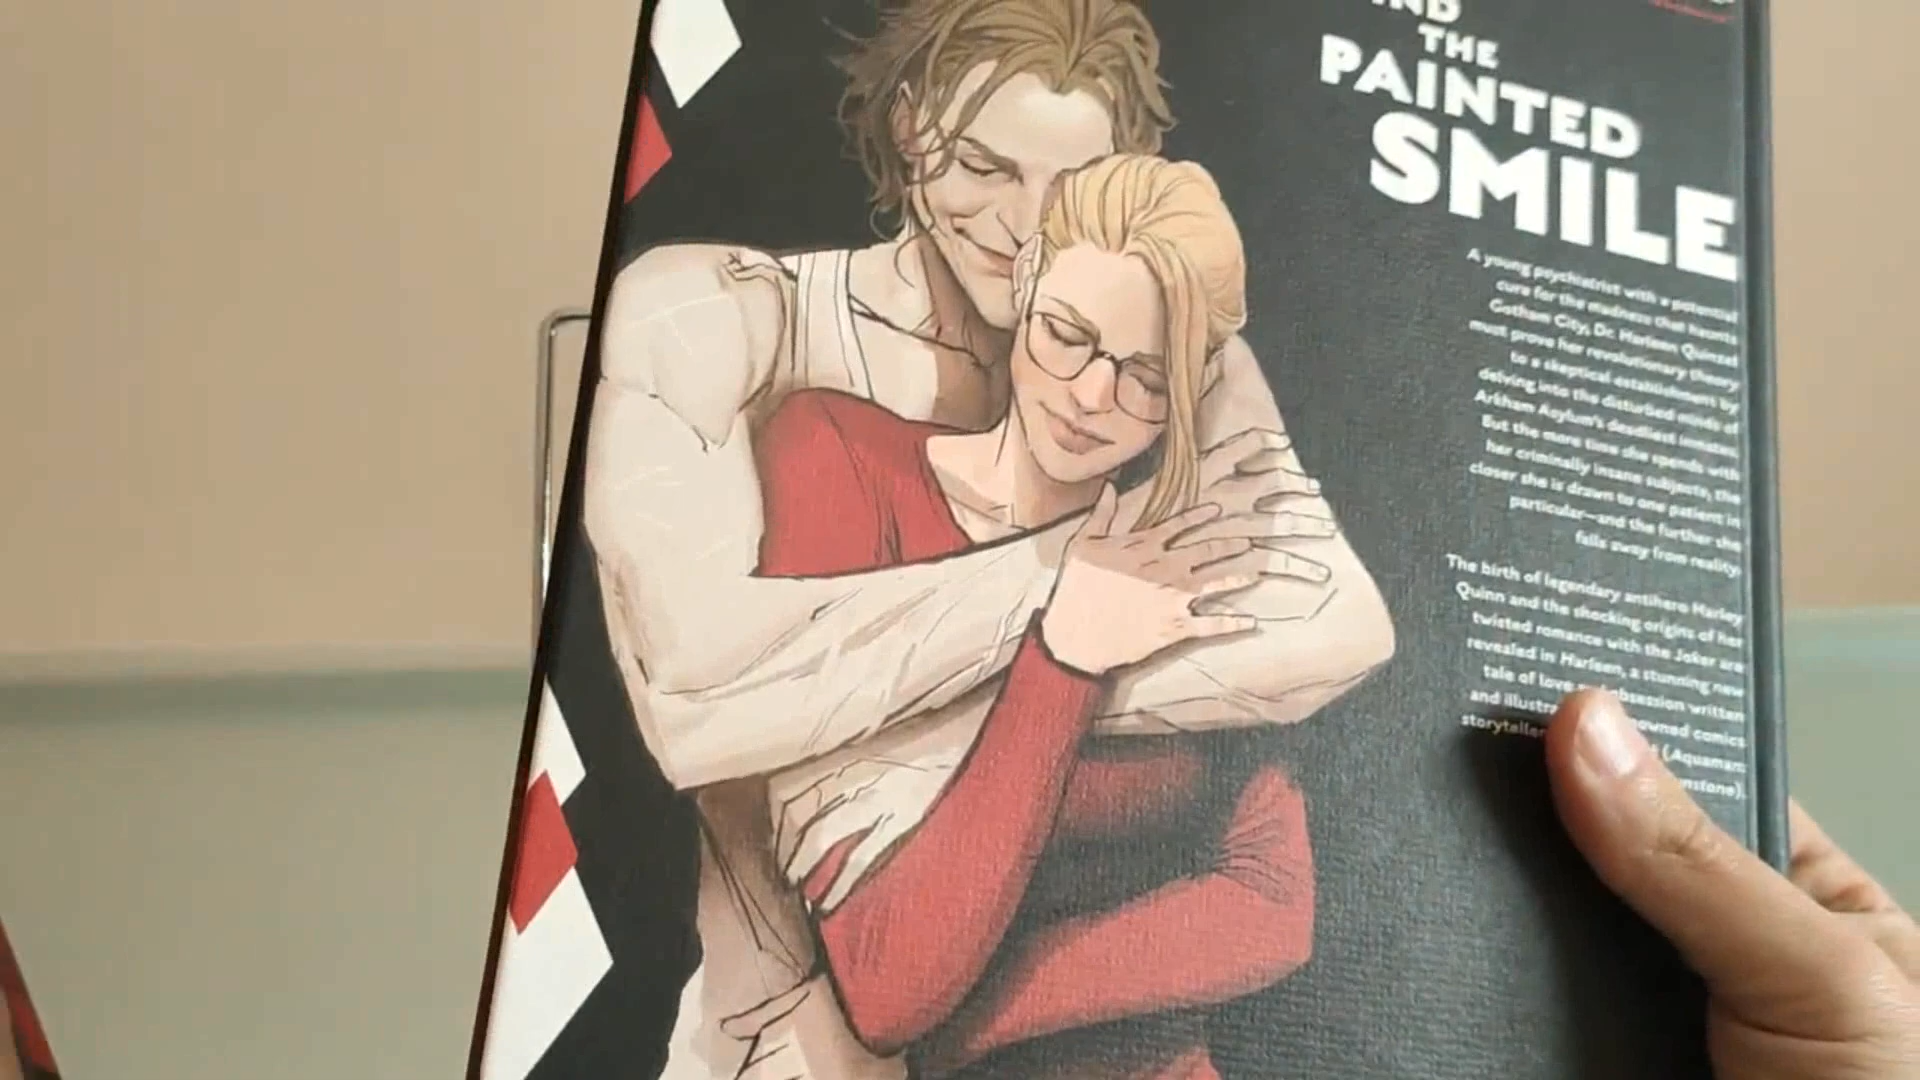 THE
PAINTED
SMILE
A young psychiatrist with a potential
cure for the madness that haunts
Gotham City, Dr. Harleen Quinzel
must prove her revolutionary theory
to a skeptical establishment by
delving into the disturbed minds of
Arkham Asylum's deadliest inmates.
But the more time she spends with
her criminally insane subjects, the
closer she is drawn to one patient in
particular—and the further she
falls away from reality.
The birth of legendary antihero Harley
Quinn and the shocking origins of her
twisted romance with the Joker are
revealed in Harleen, a stunning new
tale of love obsession written
and comics
(Aquaman: